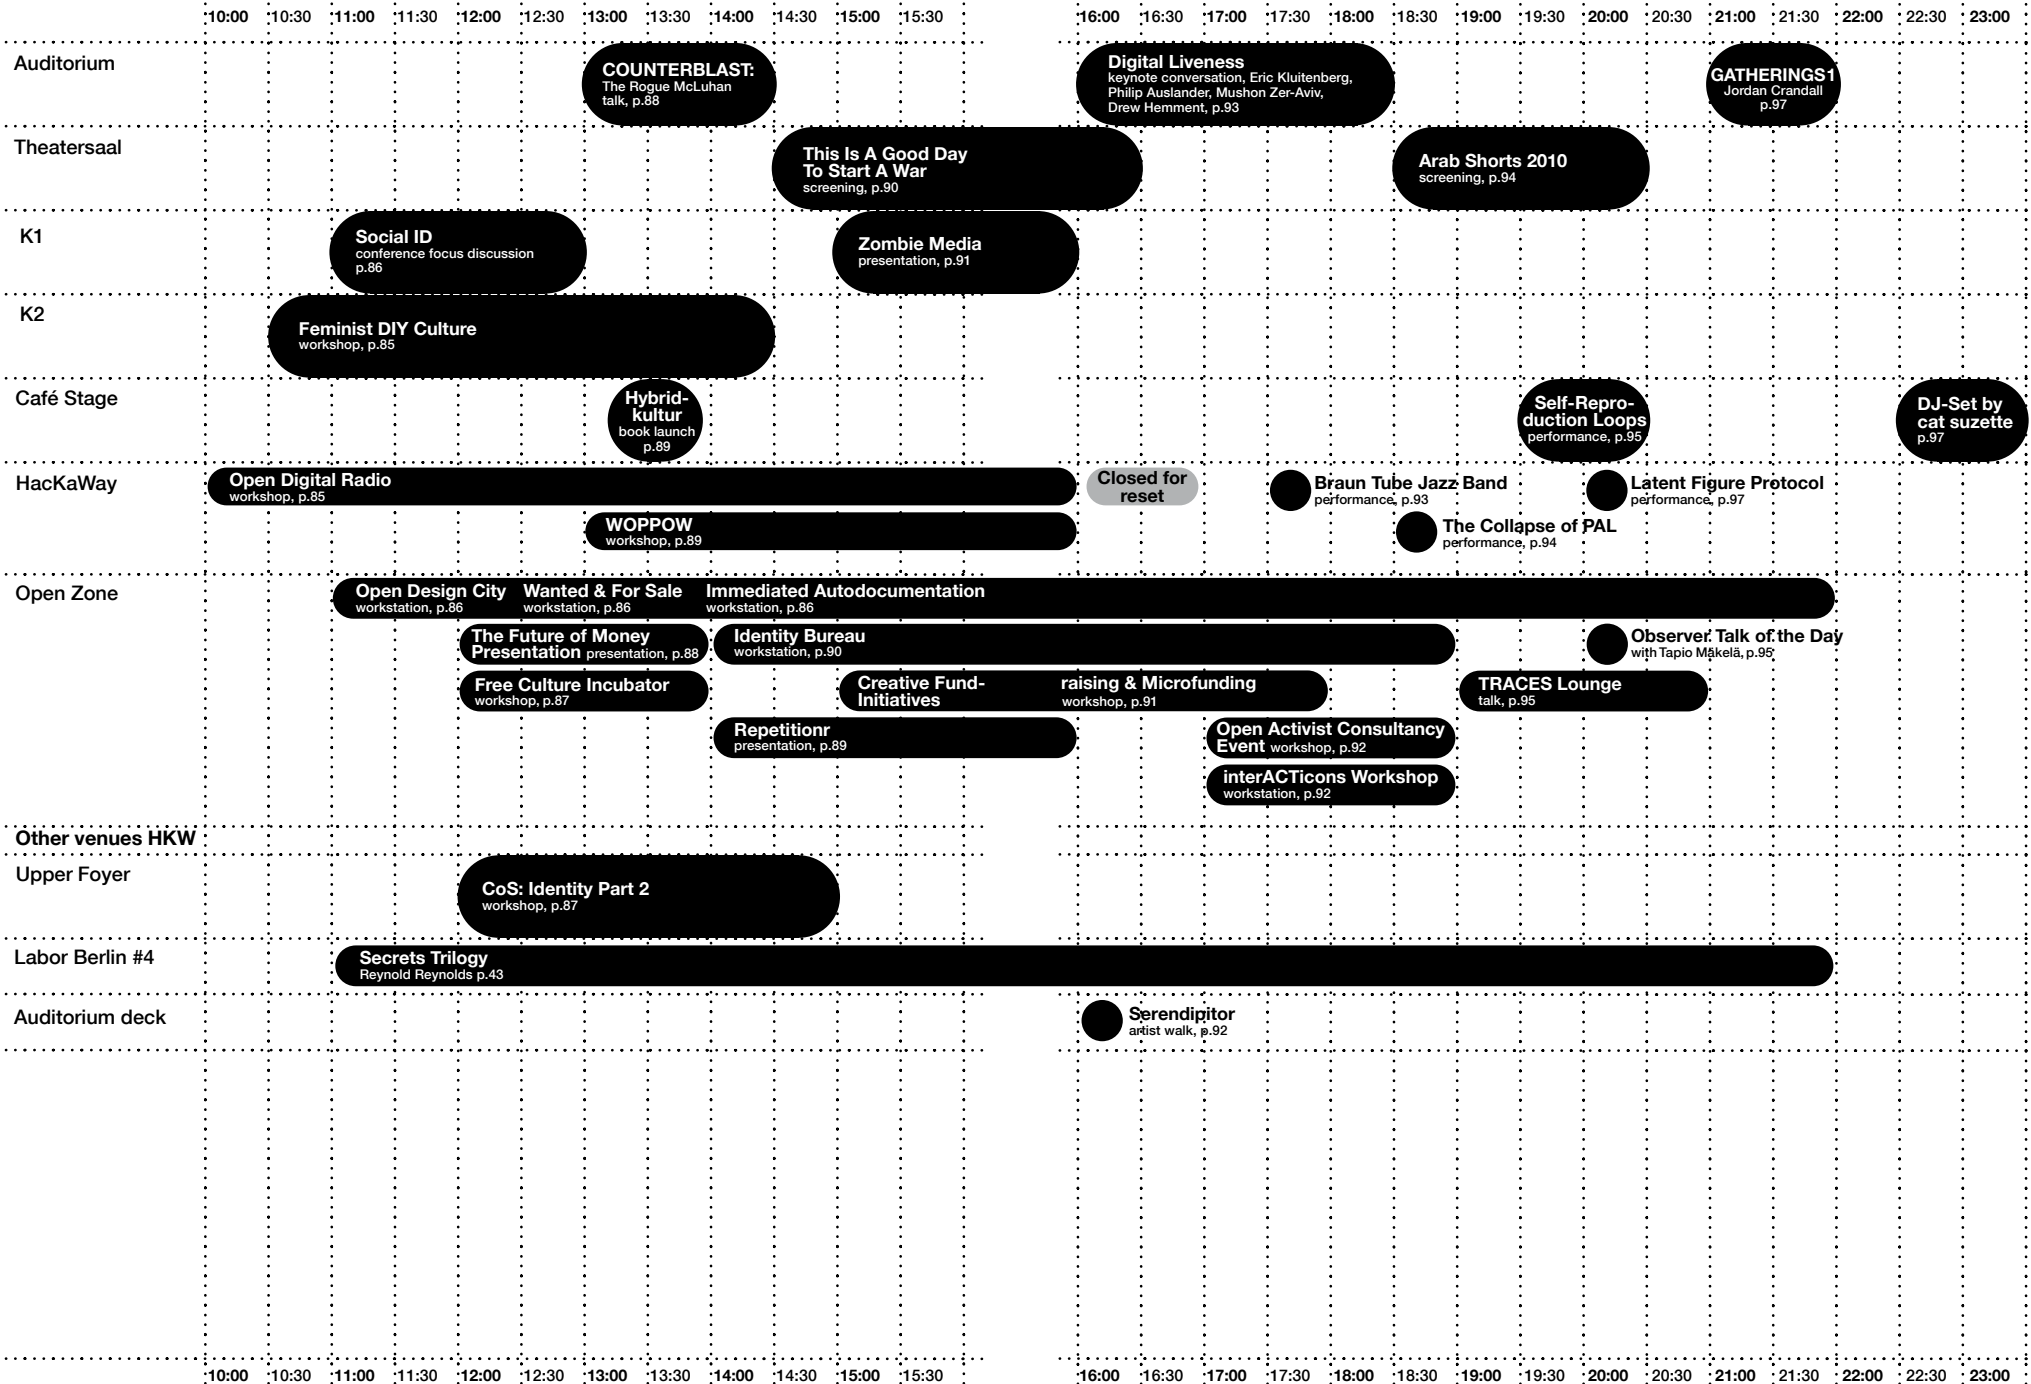 10:00 10:30 11:00 11:30 12:00 12:30 13:00 13:30 14:00 14:30 15:00 15:30 16:00 16:30 17:00 17:30 18:00 18:30 19:00 19:30 20:00 20:30 21:00 21:30 22:00 22:30 23:00
Auditorium
COUNTERBLAST:
The Rogue McLuhan
talk, p.88
Digital Liveness
keynote conversation, Eric Kluitenberg,
Philip Auslander, Mushon Zer-Aviv,
Drew Hemment, p.93
GATHERINGS1
Jordan Crandall
p.97
Theatersaal
This Is A Good Day
To Start A War
screening, p.90
Arab Shorts 2010
screening, p.94
K1
Social ID
conference focus discussion
p.86
Zombie Media
presentation, p.91
K2
Feminist DIY Culture
workshop, p.85
Café Stage
Hybrid-
kultur
book launch
p.89
Self-Repro-
duction Loops
performance, p.95
DJ-Set by
cat suzette
p.97
HacKaWay
Open Digital Radio
workshop, p.85
Closed for
reset
Braun Tube Jazz Band
performance, p.93
Latent Figure Protocol
performance, p.97
WOPPOW
workshop, p.89
The Collapse of PAL
performance, p.94
Open Zone
Open Design City
workstation, p.86
Wanted & For Sale
workstation, p.86
Immediated Autodocumentation
workstation, p.86
The Future of Money
Presentation presentation, p.88
Identity Bureau
workstation, p.90
Observer Talk of the Day
with Tapio Mäkelä, p.95
Free Culture Incubator
workshop, p.87
Creative Fund- raising & Microfunding
Initiatives workshop, p.91
TRACES Lounge
talk, p.95
Repetitionr
presentation, p.89
Open Activist Consultancy
Event workshop, p.92
interACTicons Workshop
workstation, p.92
Other venues HKW
Upper Foyer
CoS: Identity Part 2
workshop, p.87
Labor Berlin #4
Secrets Trilogy
Reynold Reynolds p.43
Auditorium deck
Serendipitor
artist walk, p.92
10:00 10:30 11:00 11:30 12:00 12:30 13:00 13:30 14:00 14:30 15:00 15:30 16:00 16:30 17:00 17:30 18:00 18:30 19:00 19:30 20:00 20:30 21:00 21:30 22:00 22:30 23:00